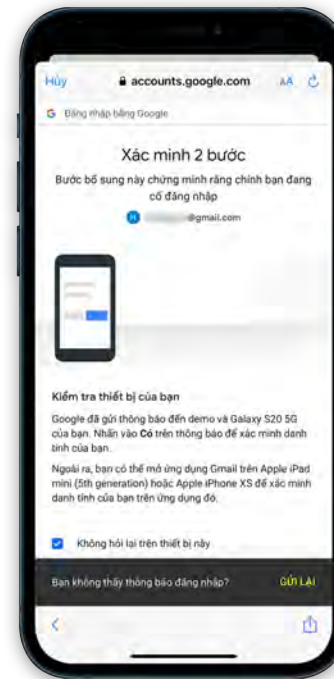 Hủy accounts.google.com AA
G Đăng nhập bằng Google
Xác minh 2 bước
Bước bổ sung này chứng minh rằng chính bạn đang
cố đăng nhập
H @gmail.com
Kiểm tra thiết bị của bạn
Google đã gửi thông báo đến demo và Galaxy S20 5G
của bạn. Nhấn vào Có trên thông báo để xác minh danh
tính của bạn.
Ngoài ra, bạn có thể mở ứng dụng Gmail trên Apple iPad
mini (5th generation) hoặc Apple iPhone XS để xác minh
danh tính của bạn trên ứng dụng đó.
Không hỏi lại trên thiết bị này
Bạn không thấy thông báo đăng nhập? GỬI LẠI